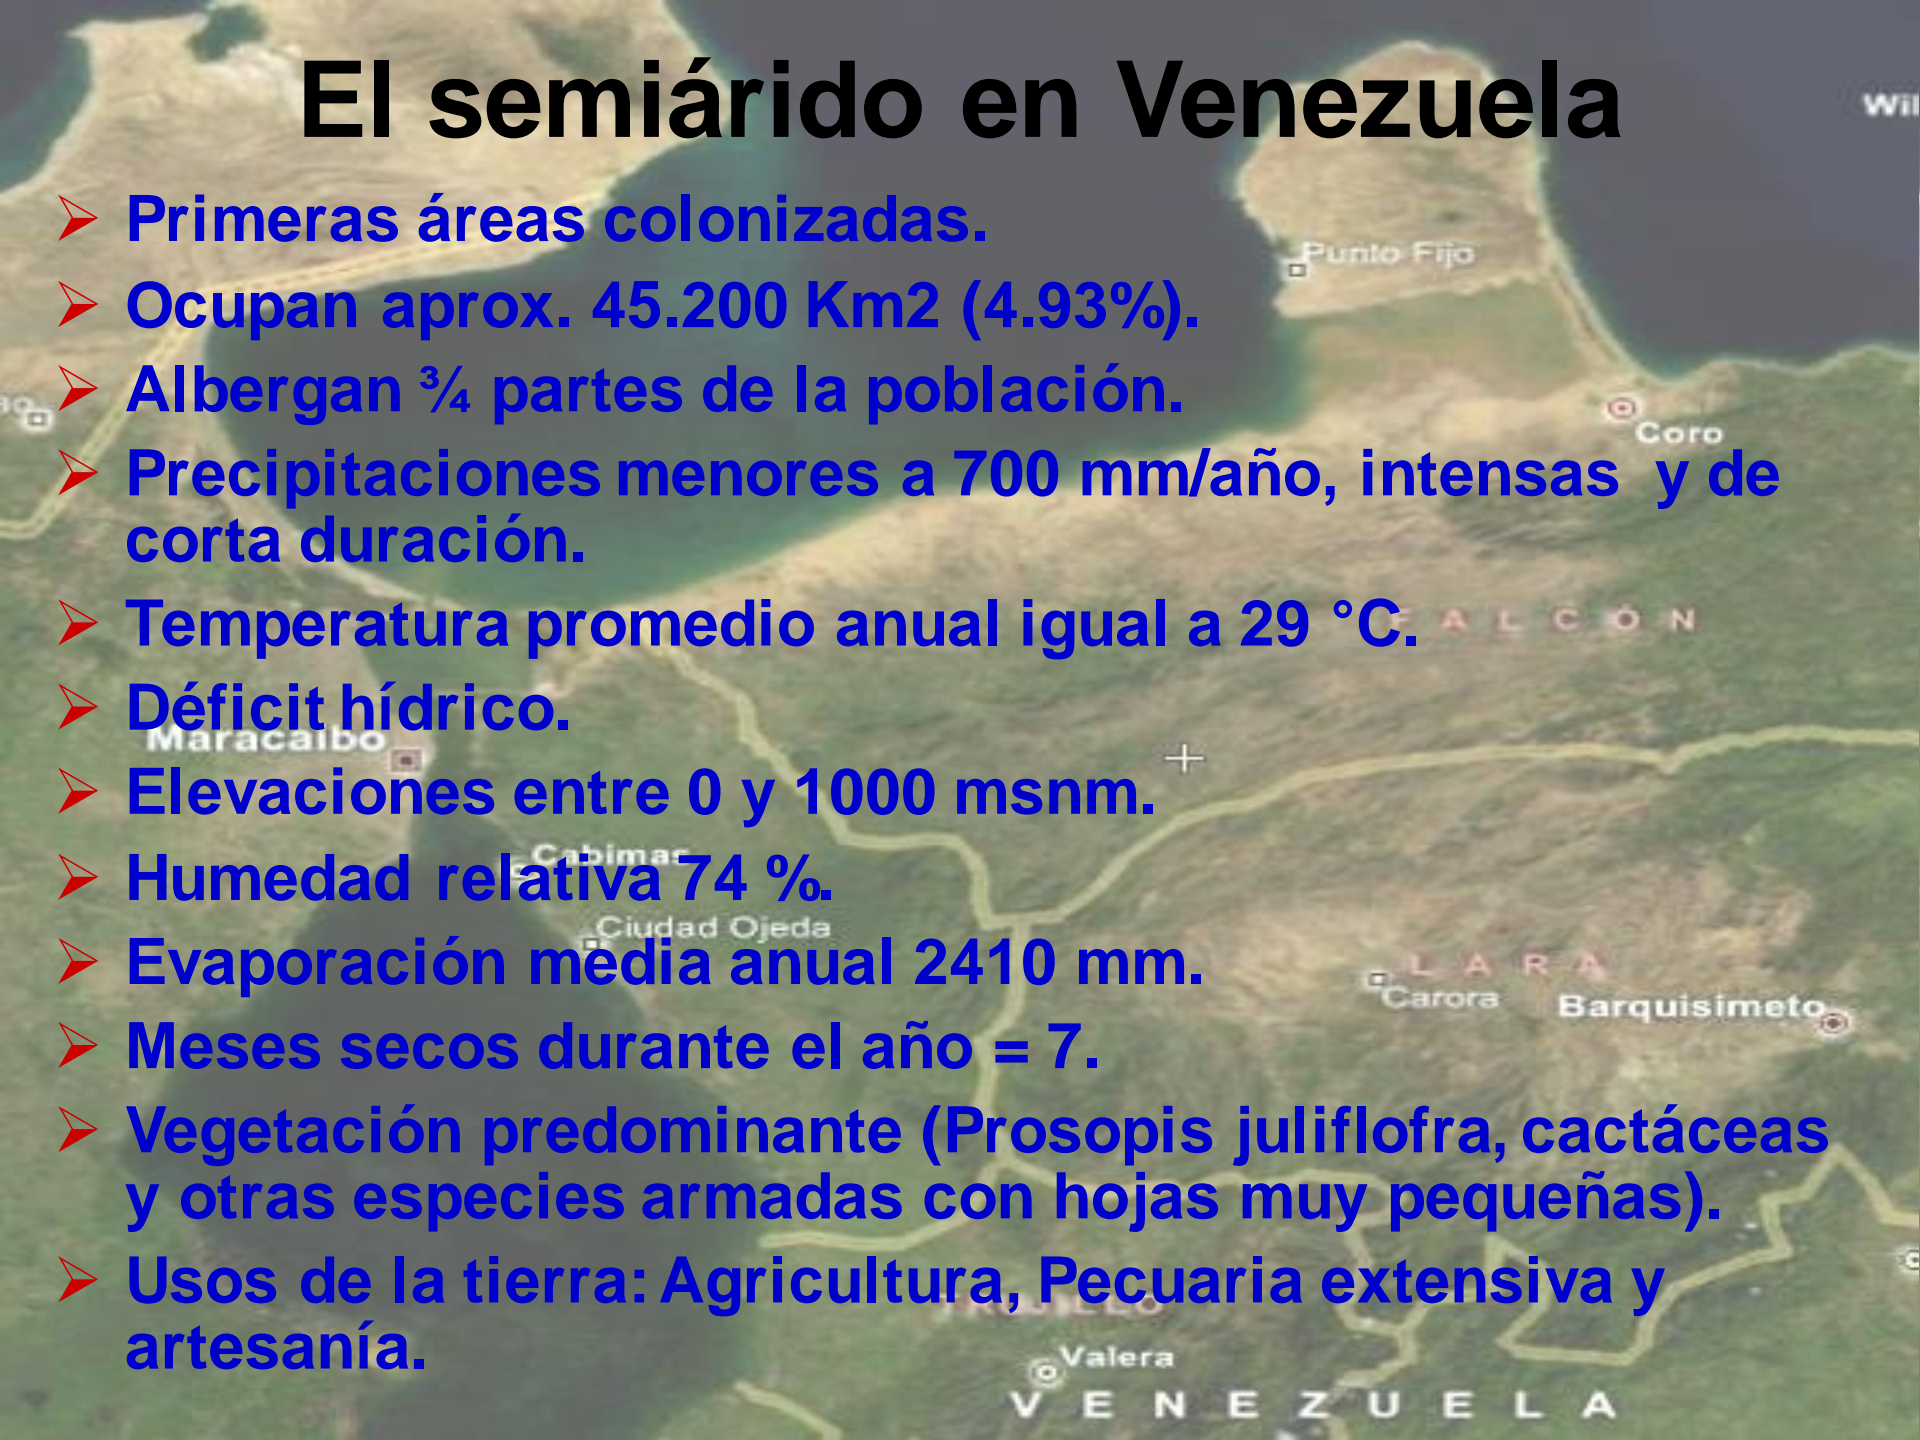 El semiárido en Venezuela
Wil
➢ Primeras áreas colonizadas.
Punto Fijo
➢ Ocupan aprox. 45.200 Km2 (4.93%).
➢ Albergan ¾ partes de la población.
Coro
➢ Precipitaciones menores a 700 mm/año, intensas y de
corta duración.
➢ Temperatura promedio anual igual a 29 °C.
FALCÓN
➢ Déficit hídrico.
Maracaibo
➢ Elevaciones entre 0 y 1000 msnm.
Cabimas
➢ Humedad relativa 74 %.
Ciudad Ojeda
➢ Evaporación media anual 2410 mm.
LARA
Carora
Barquisimeto
➢ Meses secos durante el año = 7.
➢ Vegetación predominante (Prosopis juliflofra, cactáceas
y otras especies armadas con hojas muy pequeñas).
➢ Usos de la tierra: Agricultura, Pecuaria extensiva y
artesanía.
Valera
VENEZUELA